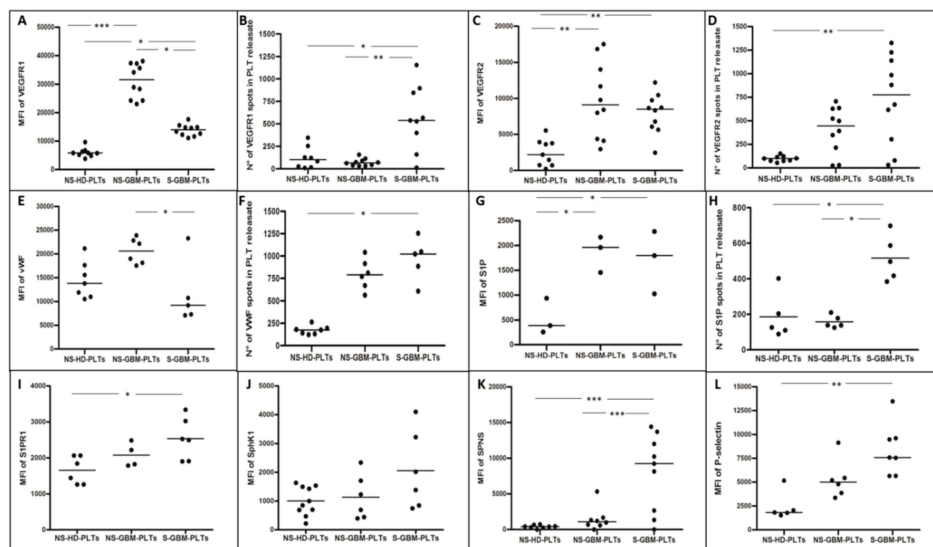 A
***
*
*
MFI of VEGFR1
40000
30000
20000
10000
0
NS-HD-PLTs NS-GBM-PLTs S-GBM-PLTs
B
*
**
N° of VEGFR1 spots in PLT releasate
1500
1250
1000
750
500
250
0
NS-HD-PLTs NS-GBM-PLTs S-GBM-PLTs
C
**
**
MFI of VEGFR2
20000
15000
10000
5000
0
NS-HD-PLTs NS-GBM-PLTs S-GBM-PLTs
D
**
N° of VEGFR2 spots in PLT releasate
1500
1250
1000
750
500
250
0
NS-HD-PLTs NS-GBM-PLTs S-GBM-PLTs
E
*
MFI of vWF
30000
25000
20000
15000
10000
5000
0
NS-HD-PLTs NS-GBM-PLTs S-GBM-PLTs
F
*
N° of VWF spots in PLT releasate
1500
1250
1000
750
500
250
0
NS-HD-PLTs NS-GBM-PLTs S-GBM-PLTs
G
*
*
MFI of S1P
2500
2000
1500
1000
500
0
NS-HD-PLTs NS-GBM-PLTs S-GBM-PLTs
H
*
*
N° of S1P spots in PLT releasate
800
600
400
200
0
NS-HD-PLTs NS-GBM-PLTs S-GBM-PLTs
I
*
MFI of S1PR1
4000
3000
2000
1000
0
NS-HD-PLTs NS-GBM-PLTs S-GBM-PLTs
J
MFI of SphK1
5000
4000
3000
2000
1000
0
NS-HD-PLTs NS-GBM-PLTs S-GBM-PLTs
K
***
***
MFI of SPNS
20000
15000
10000
5000
0
NS-HD-PLTs NS-GBM-PLTs S-GBM-PLTs
L
**
MFI of P-selectin
15000
12500
10000
7500
5000
2500
0
NS-HD-PLTs NS-GBM-PLTs S-GBM-PLTs